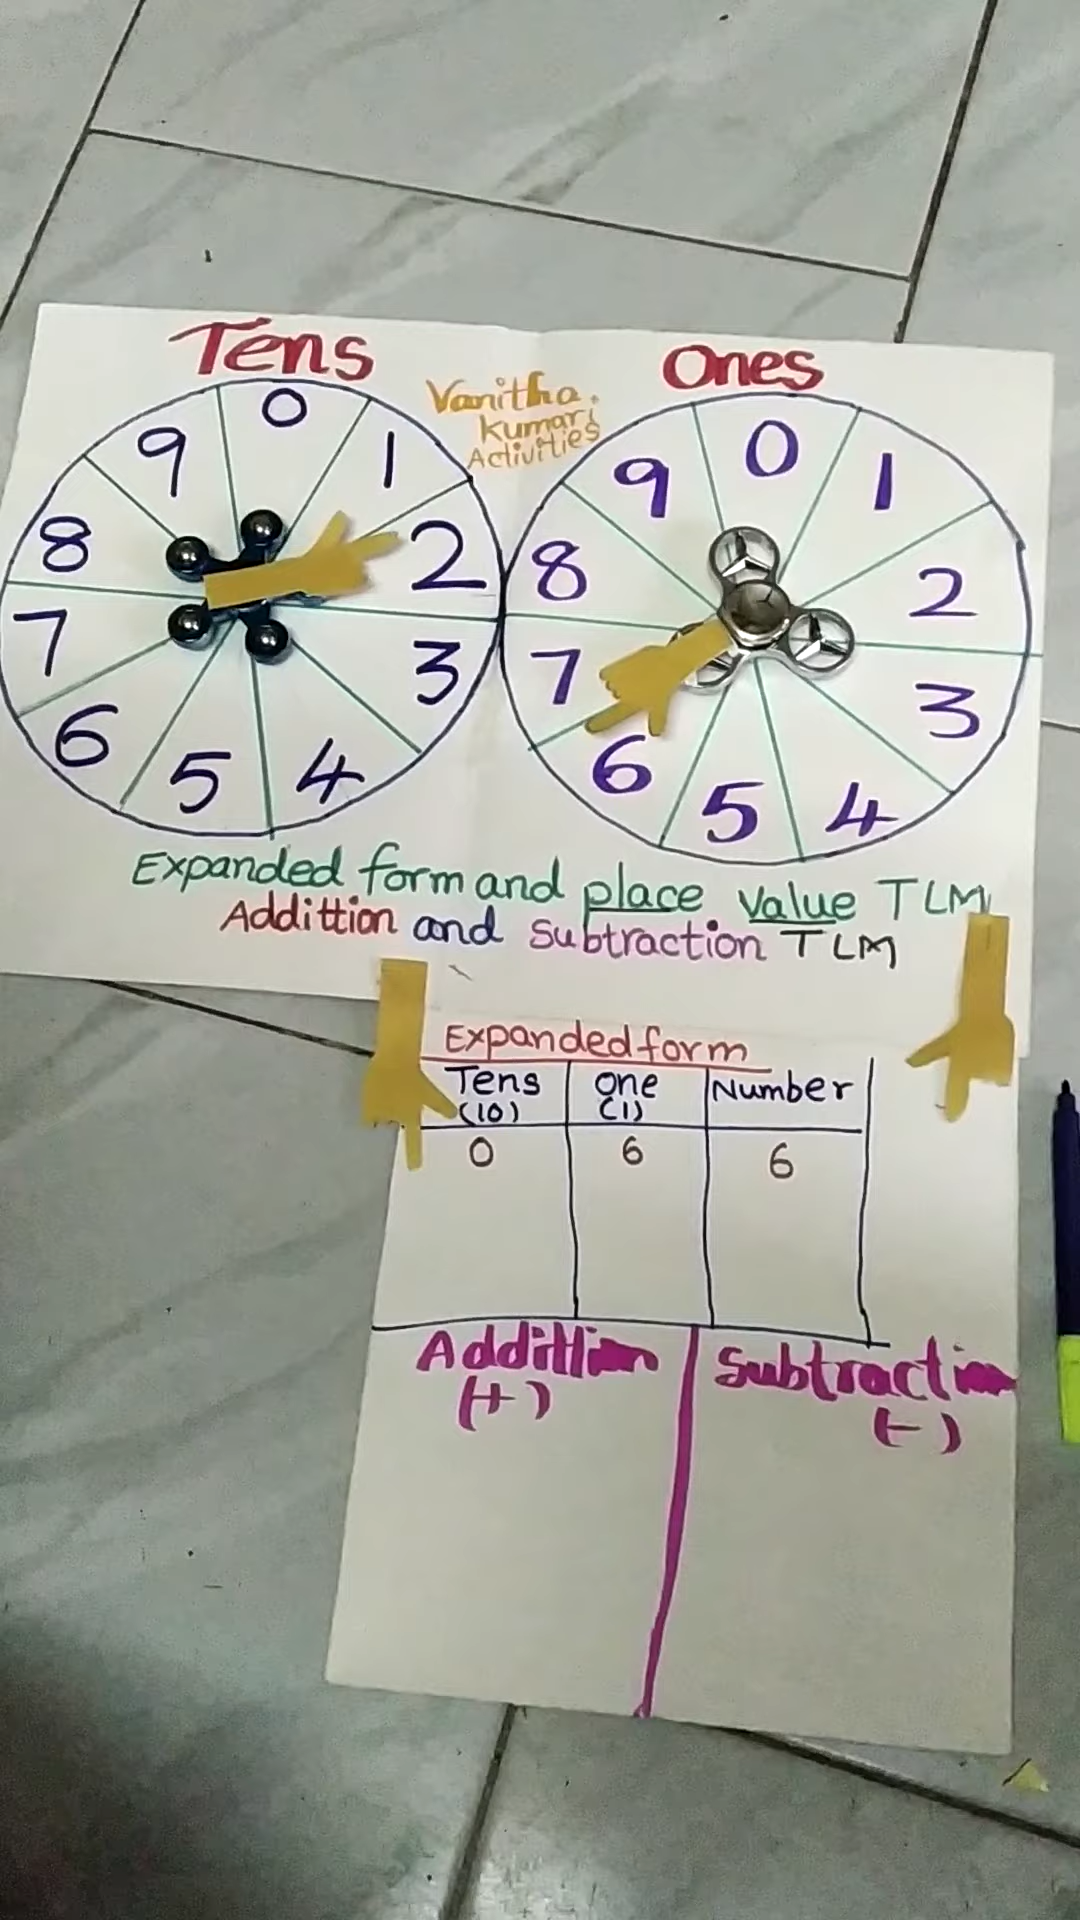 Tens
Ones
Vanitha.
Kumari
Activities
0
1
2
3
4
5
6
7
8
9
0
1
2
3
4
5
6
7
8
9
Expanded form and place value TLM
Addittion and Subtraction TLM
Expanded form
Tens one Number
(10) (1)
0 6 6
Addittion Subtraction
(+) (-)